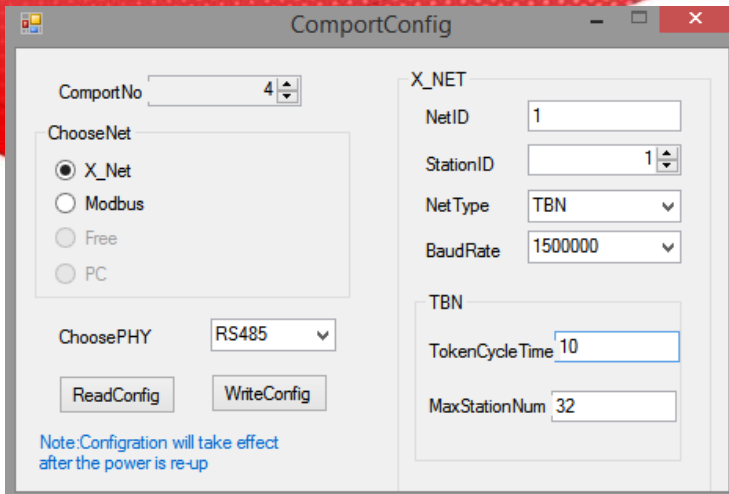 ComportConfig
ComportNo 4
ChooseNet
X_Net
Modbus
Free
PC
ChoosePHY RS485
ReadConfig WriteConfig
Note:Configration will take effect
after the power is re-up
X_NET
NetID 1
StationID 1
NetType TBN
BaudRate 1500000
TBN
TokenCycleTime 10
MaxStationNum 32